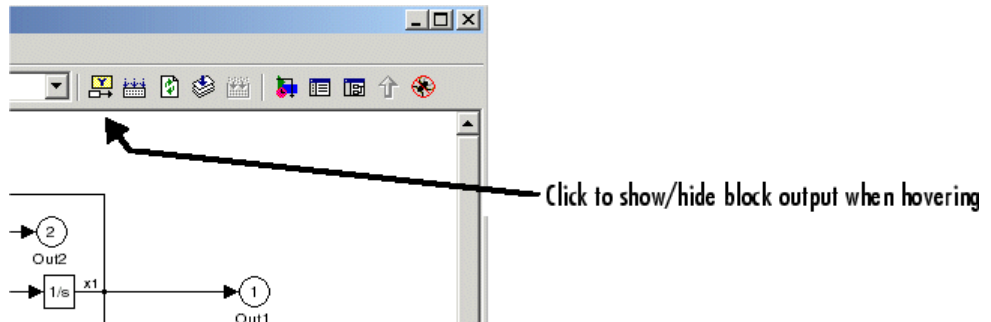 Y
Click to show/hide block output when hovering
2
Out2
1/s
x1
1
Out1